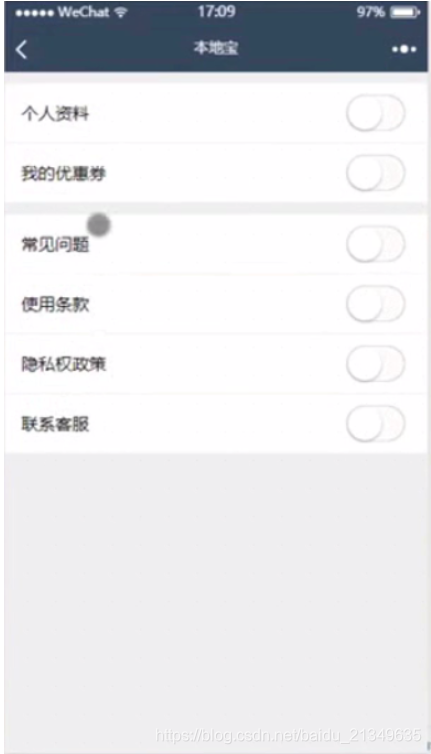 WeChat 17:09 97%
本地宝
个人资料
我的优惠券
常见问题
使用条款
隐私权政策
联系客服
https://blog.csdn.net/baidu_21349635